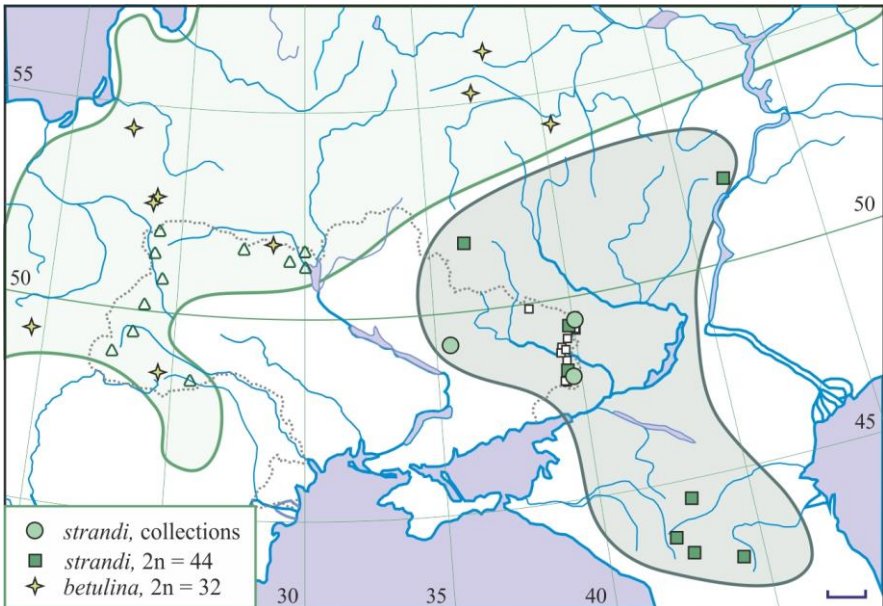 55
50
50
45
strandi, collections
strandi, 2n = 44
betulina, 2n = 32
30
35
40